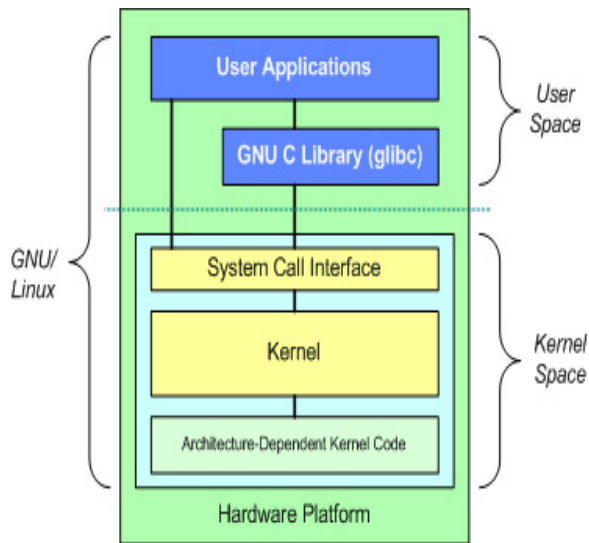 User Applications
User
Space
GNU C Library (glibc)
GNU/
Linux
System Call Interface
Kernel
Kernel
Space
Architecture-Dependent Kernel Code
Hardware Platform